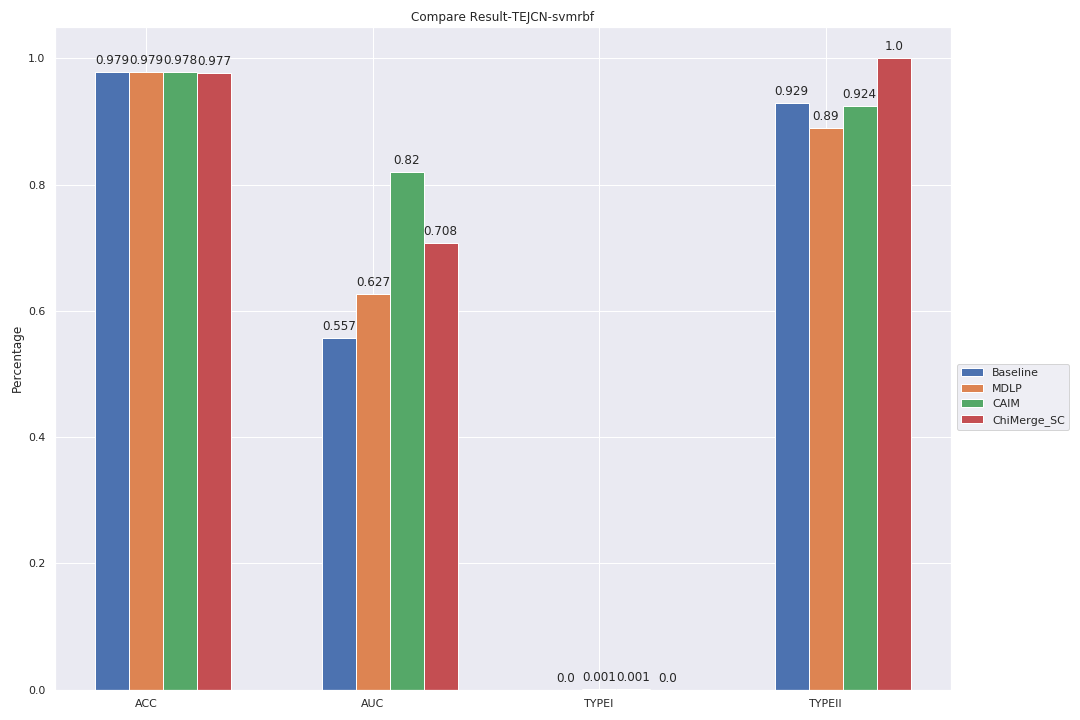 Compare Result-TEJCN-svmrbf
Percentage
1.0
0.8
0.6
0.4
0.2
0.0
0.979
0.979
0.978
0.977
0.557
0.627
0.82
0.708
0.0
0.001
0.001
0.0
0.929
0.89
0.924
1.0
ACC
AUC
TYPEI
TYPEII
Baseline
MDLP
CAIM
ChiMerge_SC